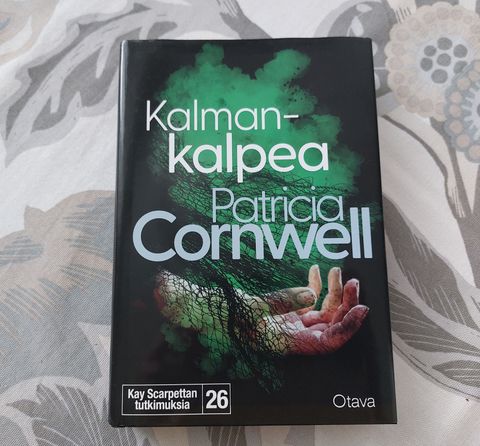 Kalman-
kalpea
Patricia
Cornwell
Kay Scarpettan
tutkimuksia
26
Otava